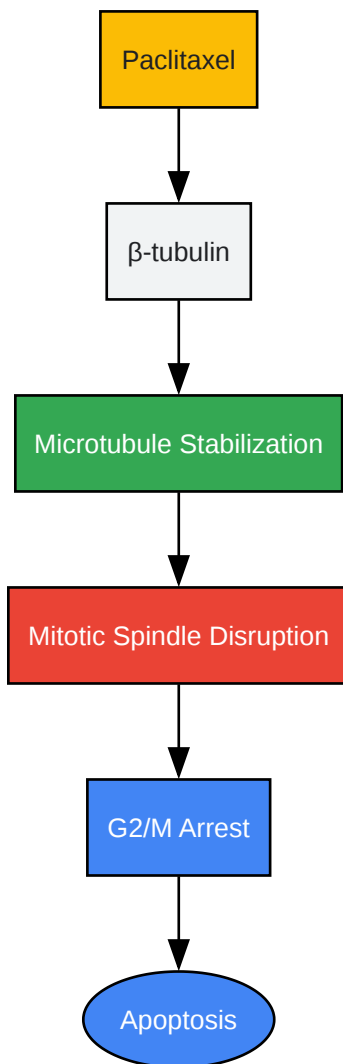 Paclitaxel
β-tubulin
Microtubule Stabilization
Mitotic Spindle Disruption
G2/M Arrest
Apoptosis